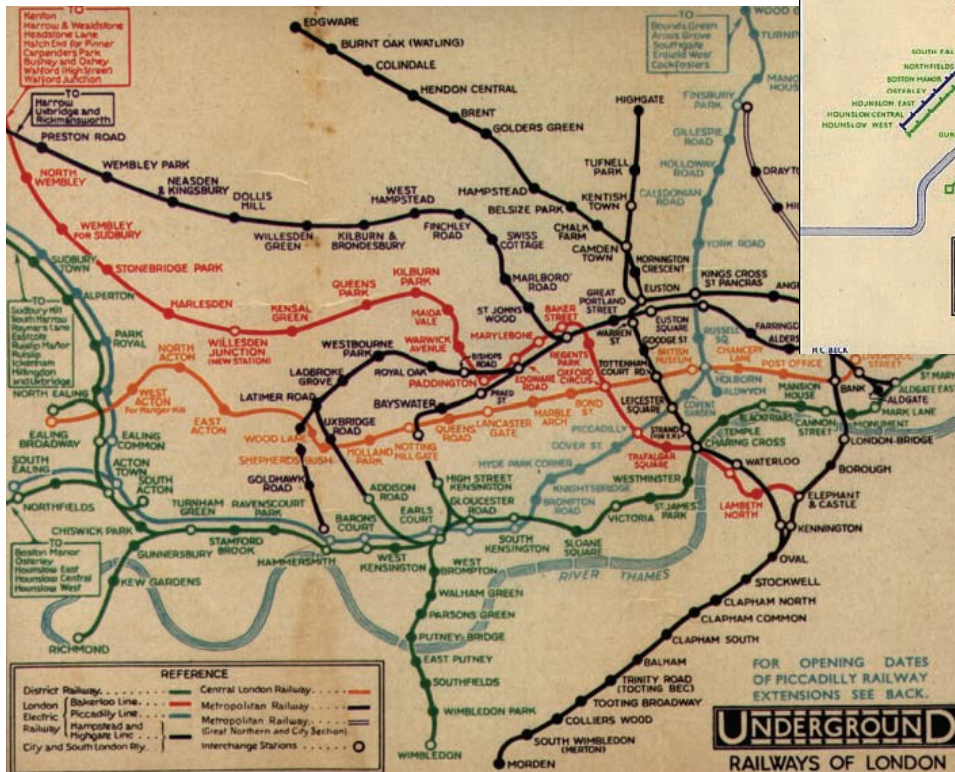 TO
Kenton
Harrow & Wealdstone
Headstone Lane
Hatch End for Pinner
Carpenders Park
Bushey and Oxhey
Watford (High Street)
Watford Junction
TO
Harrow
Uxbridge and
Rickmansworth
EDGWARE
BURNT OAK (WATLING)
COLINDALE
HENDON CENTRAL
BRENT
GOLDERS GREEN
HAMPSTEAD
BELSIZE PARK
CHALK
FARM
CAMDEN
TOWN
HIGHGATE
TUFNELL
PARK
KENTISH
TOWN
MORNINGTON
CRESCENT
EUSTON
TO
Bounds Green
Arnos Grove
Southgate
Enfield West
Cockfosters
WOOD G
TURNP
MANO
HOUS
FINSBURY
PARK
GILLESPIE
ROAD
HOLLOWAY
ROAD
CALEDONIAN
ROAD
YORK ROAD
KINGS CROSS
ST PANCRAS
DRAYTO
ANG
SOUTH EAL
NORTHFIELDS
BOSTON MANOR
OSTERLEY
HOUNSLOW EAST
HOUNSLOW CENTRAL
HOUNSLOW WEST
GUN
PRESTON ROAD
WEMBLEY PARK
NEASDEN
& KINGSBURY
DOLLIS
HILL
WILLESDEN
GREEN
KILBURN &
BRONDESBURY
WEST
HAMPSTEAD
FINCHLEY
ROAD
SWISS
COTTAGE
MARLBORO'
ROAD
ST JOHNS
WOOD
GREAT
PORTLAND
STREET
EUSTON
SQUARE
WARREN
ST
GOODGE ST
FARRINGD
ALDERS
NORTH
WEMBLEY
WEMBLEY
FOR SUDBURY
STONEBRIDGE PARK
HARLESDEN
WILLESDEN
JUNCTION
(NEW STATION)
KENSAL
GREEN
QUEENS
PARK
KILBURN
PARK
MAIDA
VALE
WARWICK
AVENUE
PADDINGTON
EDGWARE
ROAD
MARYLEBONE
BAKER
STREET
REGENTS
PARK
OXFORD
CIRCUS
SUDBURY
TOWN
ALPERTON
PARK
ROYAL
TO
Sudbury Hill
South Harrow
Rayners Lane
Eastcote
Ruislip Manor
Ruislip
Ickenham
Hillingdon
and Uxbridge
NORTH EALING
EALING
BROADWAY
EALING
COMMON
SOUTH
EALING
NORTHFIELDS
ACTON
TOWN
SOUTH
ACTON
CHISWICK PARK
NORTH
ACTON
WEST
ACTON
For Hanger Hill
EAST ACTON
WOOD LANE
SHEPHERDS BUSH
HOLLAND
PARK
NOTTING
HILLGATE
QUEENS
ROAD
LANCASTER
GATE
MARBLE
ARCH
BOND
ST.
TOTTENHAM
COURT RD
BRITISH
MUSEUM
CHANCERY
LANE
POST OFFICE
STREET
WESTBOURNE
PARK
ROYAL OAK
BISHOPS
ROAD
LADBROKE
GROVE
LATIMER ROAD
UXBRIDGE
ROAD
BAYSWATER
PRAED
ST
GOLDHAWK
ROAD
ADDISON
ROAD
HIGH STREET
KENSINGTON
GLOUCESTER
ROAD
EARLS
COURT
BARONS
COURT
RUSSELL
SQ.
HOLBORN
ALDWYCH
COVENT
GARDEN
LEICESTER
SQUARE
PICCADILLY
DOVER ST.
HYDE PARK CORNER
KNIGHTSBRIDGE
BROMPTON
ROAD
SOUTH
KENSINGTON
SLOANE
SQUARE
VICTORIA
ST JAMES
PARK
WESTMINSTER
STRAND
(FOR S.R.)
CHARING CROSS
TRAFALGAR
SQUARE
LAMBETH
NORTH
TEMPLE
BLACKFRIARS
MANSION
HOUSE
CANNON
STREET
MONUMENT
MARK LANE
H.C. BECK
BANK
ALDGATE
ALDGATE EAST
ST MARY
LONDON-BRIDGE
BOROUGH
WATERLOO
ELEPHANT
& CASTLE
KENNINGTON
OVAL
STOCKWELL
CLAPHAM NORTH
CLAPHAM COMMON
CLAPHAM SOUTH
BALHAM
TRINITY ROAD
(TOOTING BEC)
TOOTING BROADWAY
COLLIERS WOOD
SOUTH WIMBLEDON
(MERTON)
MORDEN
TO
Boston Manor
Osterley
Hounslow East
Hounslow Central
Hounslow West
TURNHAM
GREEN
STAMFORD
BROOK
RAVENSCOURT
PARK
HAMMERSMITH
WEST
KENSINGTON
GUNNERSBURY
KEW GARDENS
RICHMOND
WEST
BROMPTON
WALHAM GREEN
PARSONS GREEN
PUTNEY BRIDGE
EAST PUTNEY
SOUTHFIELDS
WIMBLEDON PARK
WIMBLEDON
RIVER THAMES
REFERENCE
District Railway
London Electric Railway
Bakerloo Line
Piccadilly Line
Hampstead and
Highgate Line
City and South London Rly.
Central London Railway
Metropolitan Railway
Metropolitan Railway
(Great Northern and City Section)
Interchange Stations
FOR OPENING DATES
OF PICCADILLY RAILWAY
EXTENSIONS SEE BACK.
UNDERGROUND
RAILWAYS OF LONDON